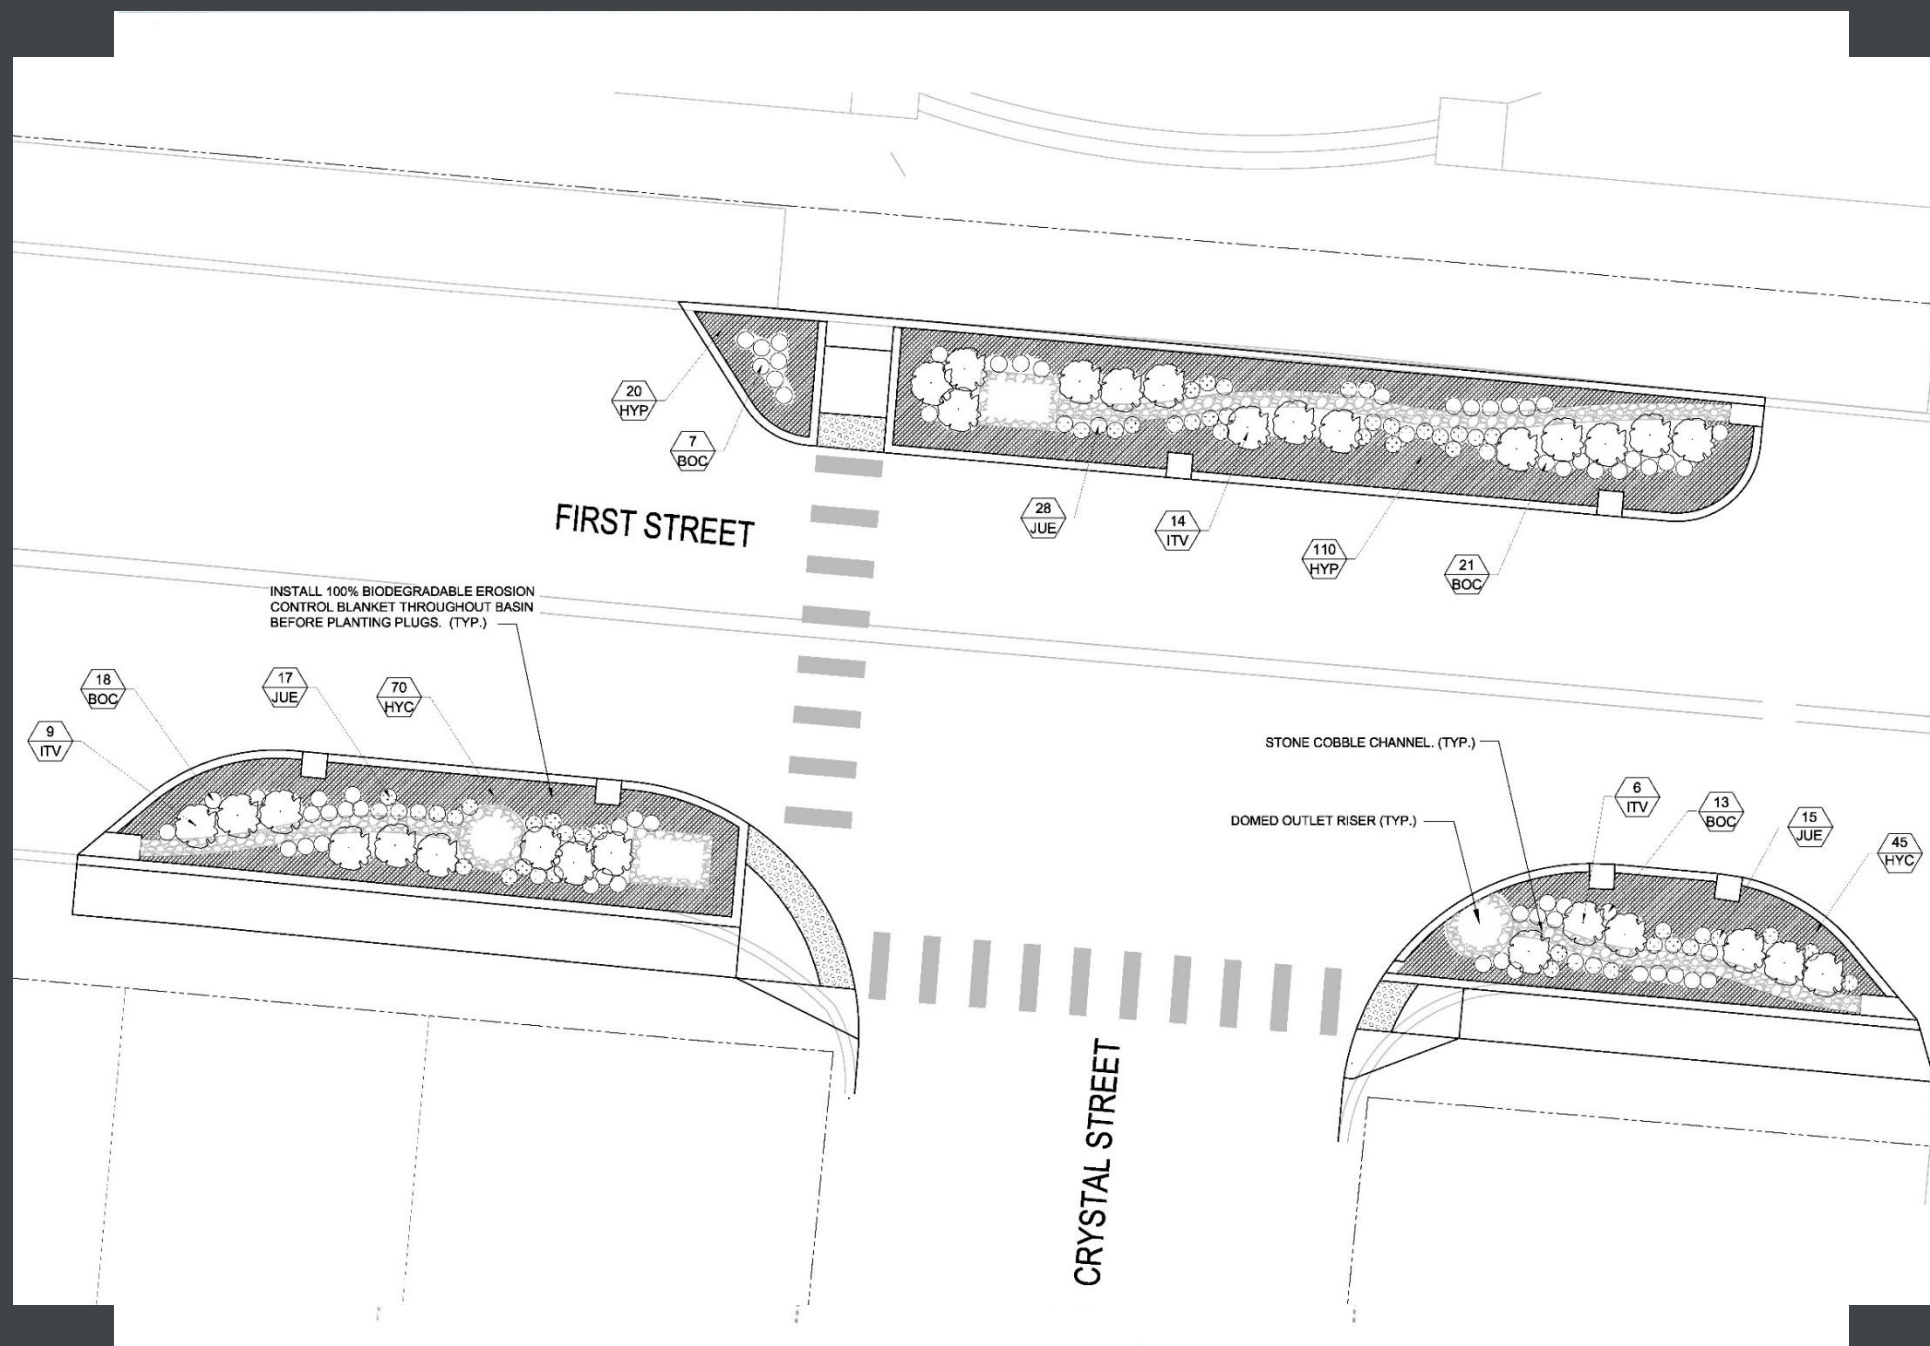 20
HYP
7
BOC
28
JUE
14
ITV
110
HYP
21
BOC
FIRST STREET
INSTALL 100% BIODEGRADABLE EROSION
CONTROL BLANKET THROUGHOUT BASIN
BEFORE PLANTING PLUGS. (TYP.)
18
BOC
17
JUE
70
HYC
9
ITV
STONE COBBLE CHANNEL. (TYP.)
DOMED OUTLET RISER (TYP.)
6
ITV
13
BOC
15
JUE
45
HYC
CRYSTAL STREET